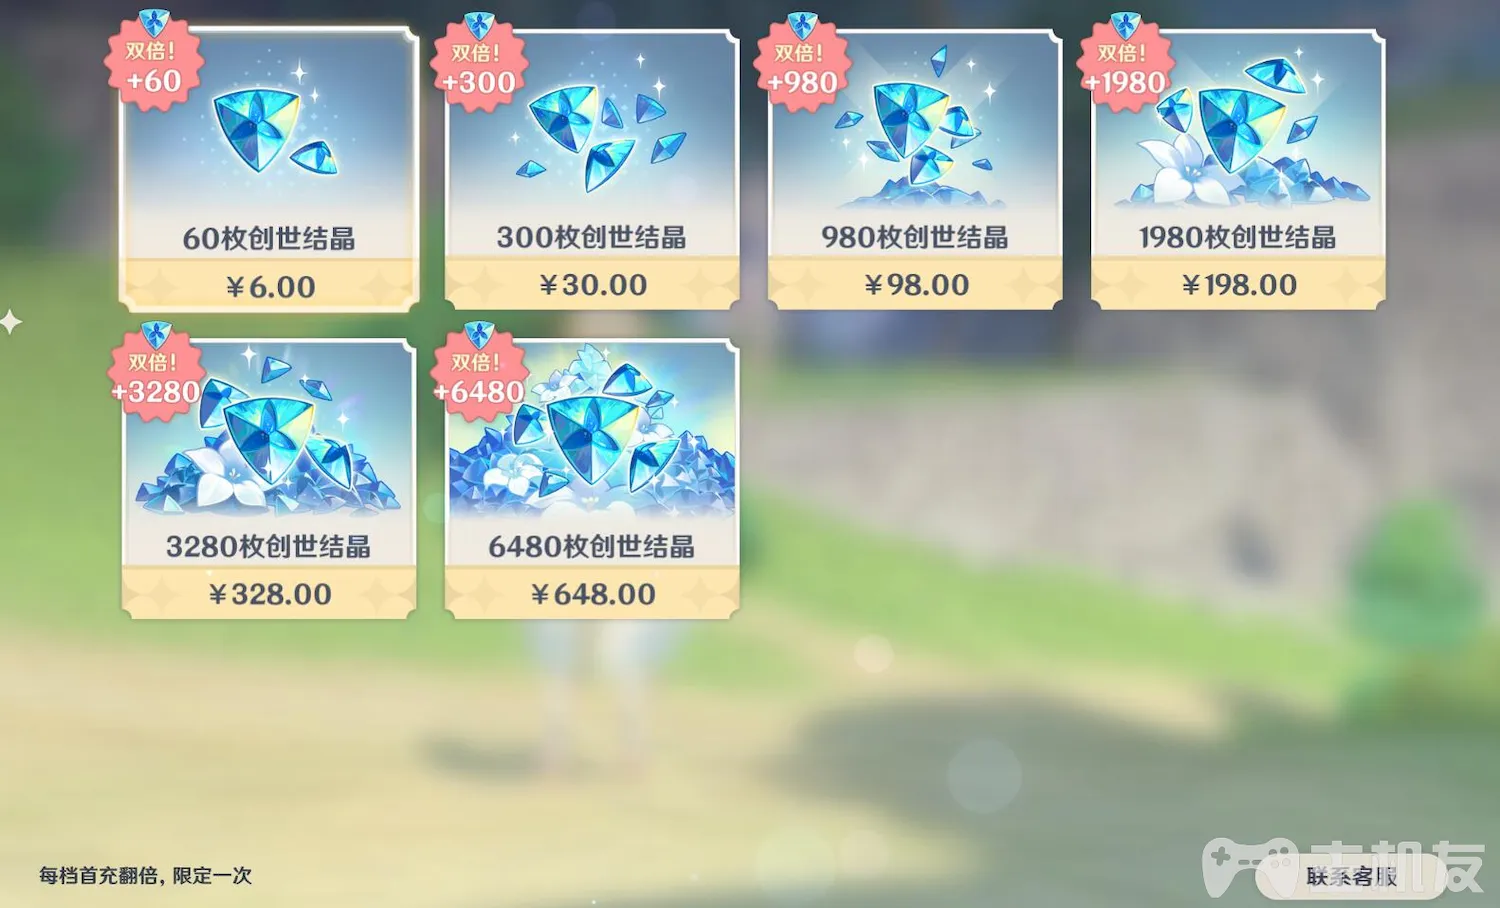 双倍!
+60
60枚创世结晶
￥6.00
双倍!
+300
300枚创世结晶
￥30.00
双倍!
+980
980枚创世结晶
￥98.00
双倍!
+1980
1980枚创世结晶
￥198.00
双倍!
+3280
3280枚创世结晶
￥328.00
双倍!
+6480
6480枚创世结晶
￥648.00
每档首充翻倍，限定一次
联系客服